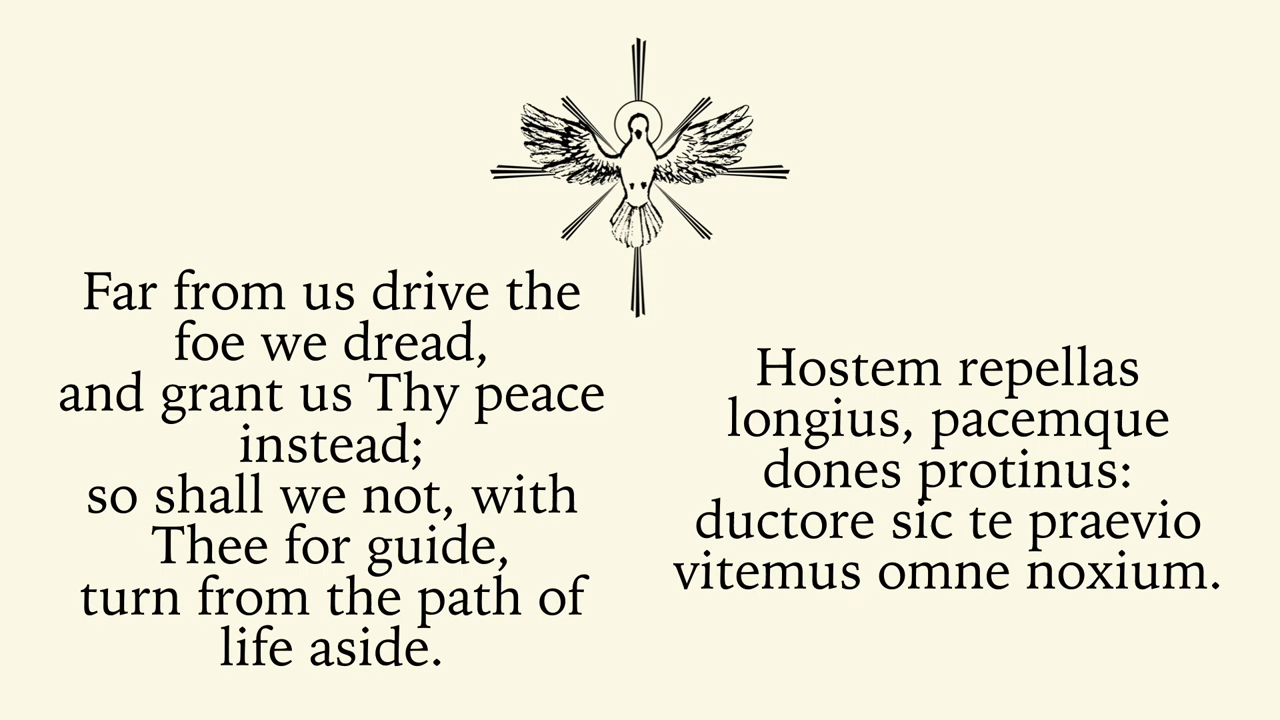 Far from us drive the
foe we dread,
and grant us Thy peace
instead;
so shall we not, with
Thee for guide,
turn from the path of
life aside.
Hostem repellas
longius, pacemque
dones protinus:
ductore sic te praevio
vitemus omne noxium.